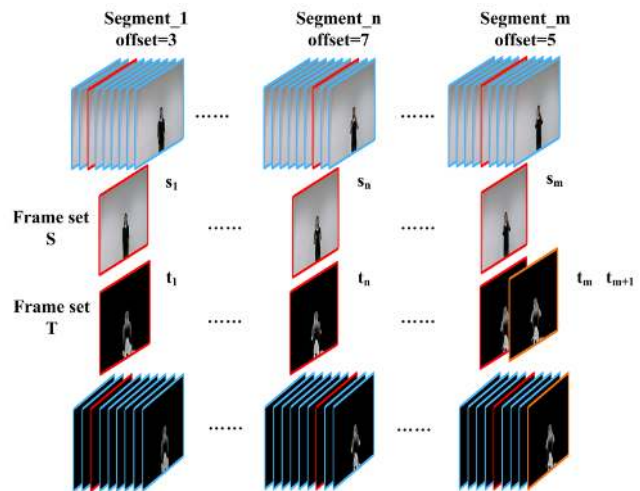 Segment_1 Segment_n Segment_m
offset=3 offset=7 offset=5
...... ......
s₁ sₙ sₘ
Frame set
S
...... ......
t₁ tₙ tₘ tₘ₊₁
Frame set
T
...... ......
...... ......